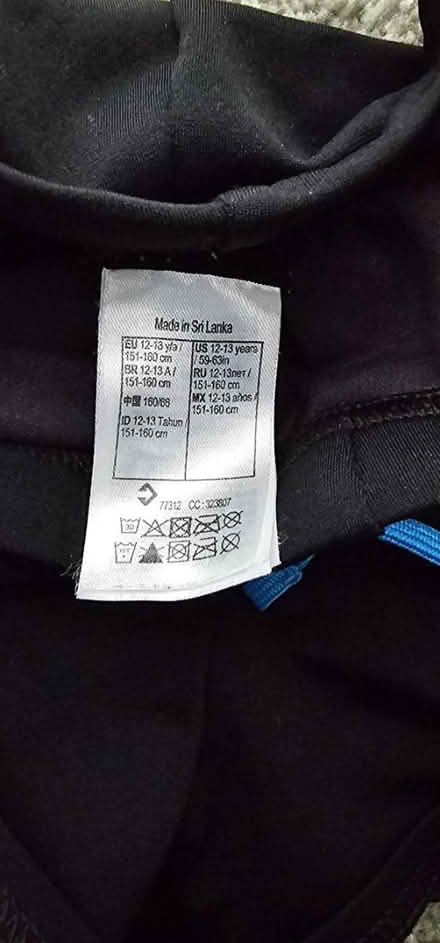 Made in Sri Lanka
EU 12-13 y/a /
151-160 cm
BR 12-13 A /
151-160 cm
中国 160/66
ID 12-13 Tahun /
151-160 cm
US 12-13 years
/ 59-63in
RU 12-13лет /
151-160 cm
MX 12-13 años /
151-160 cm
77312 CC:323807
30